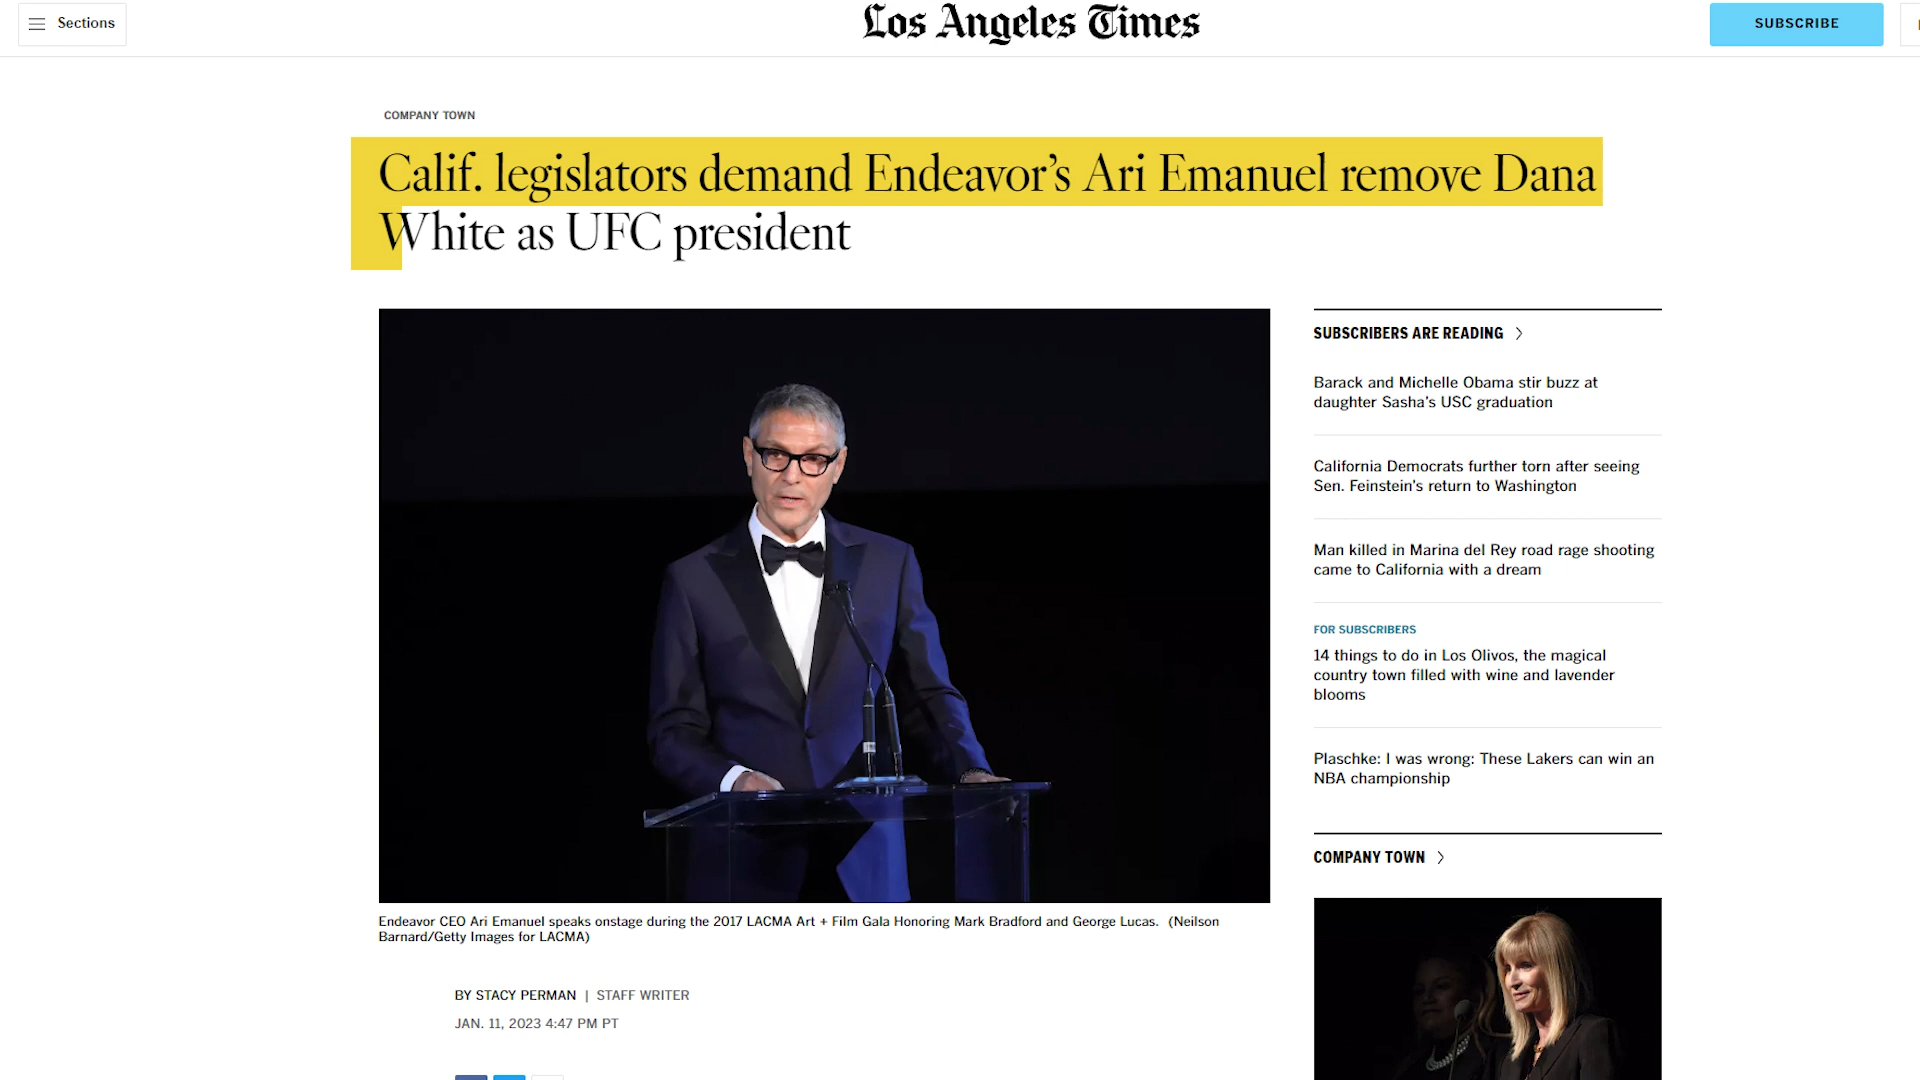 Sections
Los Angeles Times
SUBSCRIBE
COMPANY TOWN
Calif. legislators demand Endeavor’s Ari Emanuel remove Dana
White as UFC president
Endeavor CEO Ari Emanuel speaks onstage during the 2017 LACMA Art + Film Gala Honoring Mark Bradford and George Lucas. (Neilson
Barnard/Getty Images for LACMA)
BY STACY PERMAN | STAFF WRITER
JAN. 11, 2023 4:47 PM PT
SUBSCRIBERS ARE READING
Barack and Michelle Obama stir buzz at
daughter Sasha’s USC graduation
California Democrats further torn after seeing
Sen. Feinstein’s return to Washington
Man killed in Marina del Rey road rage shooting
came to California with a dream
FOR SUBSCRIBERS
14 things to do in Los Olivos, the magical
country town filled with wine and lavender
blooms
Plaschke: I was wrong: These Lakers can win an
NBA championship
COMPANY TOWN